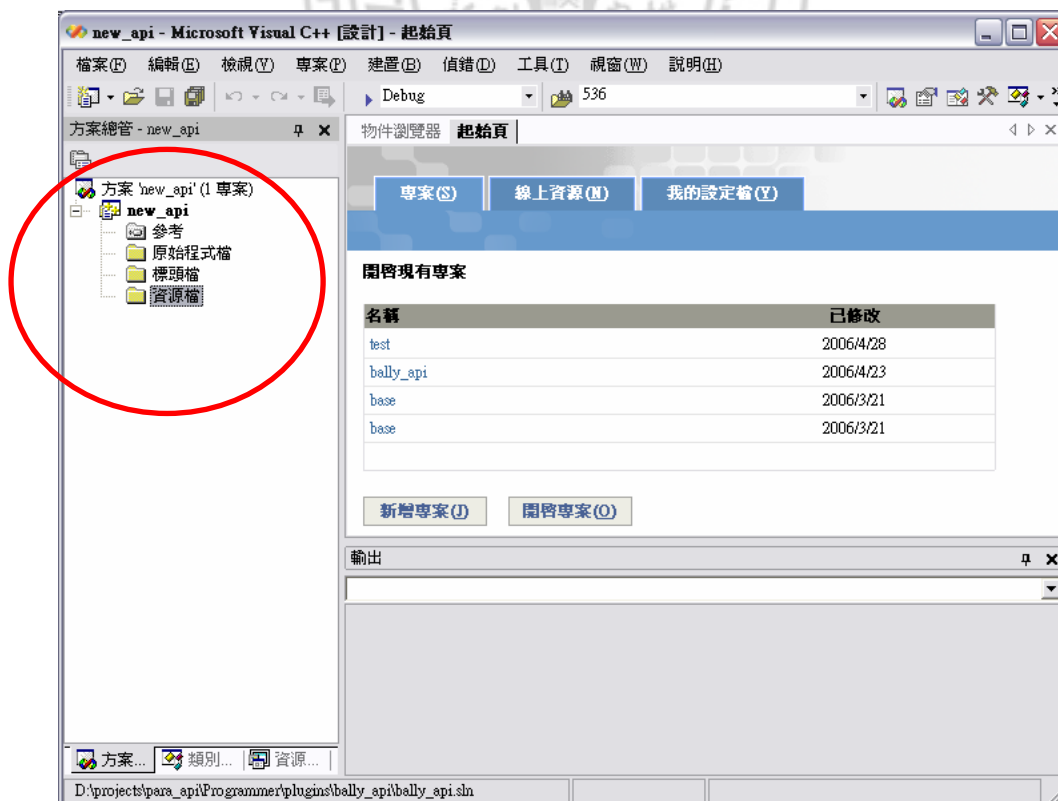 new_api - Microsoft Visual C++ [設計] - 起始頁
檔案(F) 編輯(E) 檢視(V) 專案(P) 建置(B) 偵錯(D) 工具(T) 視窗(W) 說明(H)
Debug 536
方案總管 - new_api
物件瀏覽器 起始頁
方案 'new_api' (1 專案)
new_api
參考
原始程式檔
標頭檔
資源檔
專案(S) 線上資源(N) 我的設定檔(Y)
開啟現有專案
名稱 已修改
test 2006/4/28
bally_api 2006/4/23
base 2006/3/21
base 2006/3/21
新增專案(J) 開啟專案(O)
輸出
方案... 類別... 資源...
D:\projects\para_api\Programmer\plugins\bally_api\bally_api.sln